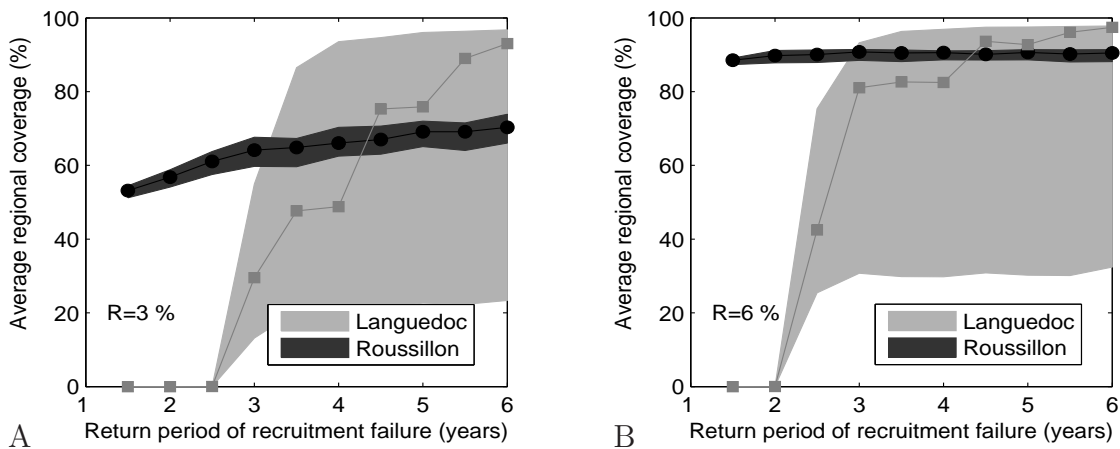 100
80
60
40
20
0
Average regional coverage (%)
R=3 %
Languedoc
Roussillon
1 2 3 4 5 6
Return period of recruitment failure (years)
A
100
80
60
40
20
0
Average regional coverage (%)
R=6 %
Languedoc
Roussillon
1 2 3 4 5 6
Return period of recruitment failure (years)
B